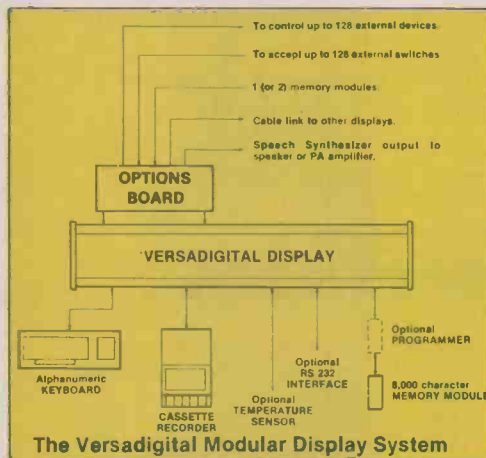 To control up to 128 external devices.
To accept up to 128 external switches
1 (or 2) memory modules.
Cable link to other displays.
Speech Synthesizer output to
speaker or PA amplifier.
OPTIONS
BOARD
VERSADIGITAL DISPLAY
Alphanumeric
KEYBOARD
CASSETTE
RECORDER
Optional
TEMPERATURE
SENSOR
Optional
RS 232
INTERFACE
Optional
PROGRAMMER
8,000 character
MEMORY MODULE
The Versadigital Modular Display System